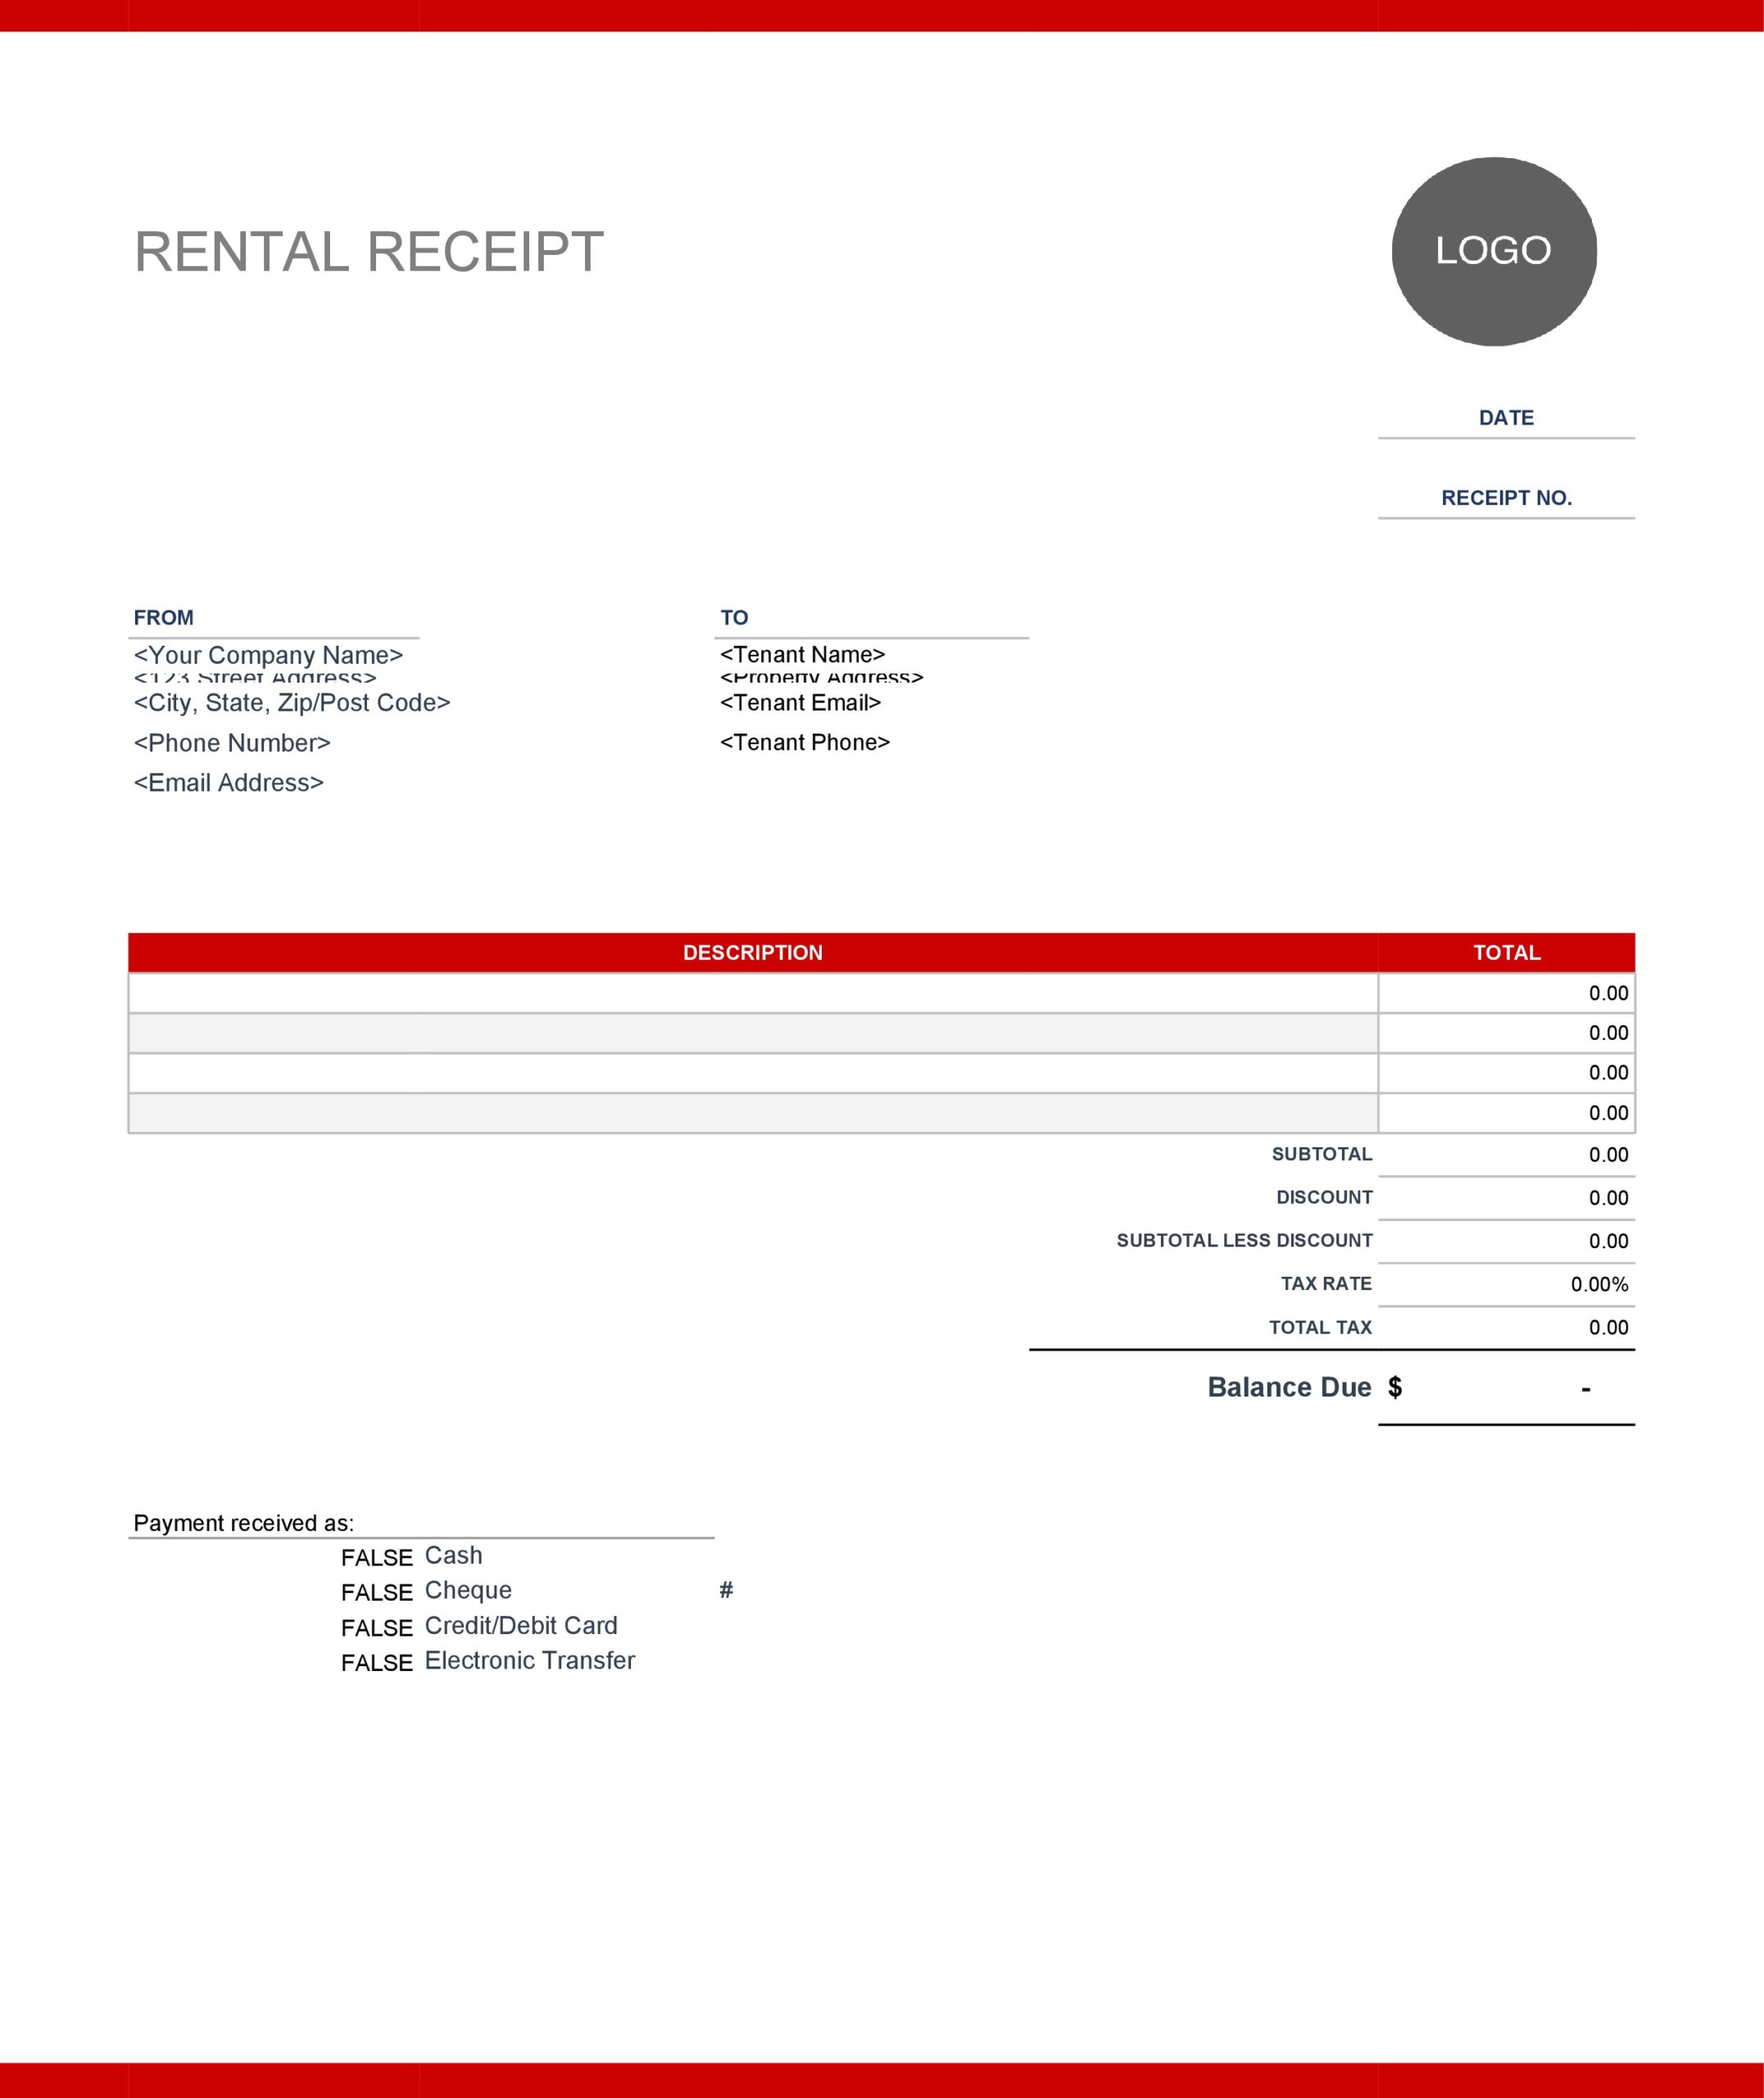 RENTAL RECEIPT
LOGO
DATE
RECEIPT NO.
FROM
<Your Company Name>
<123 Street Address>
<City, State, Zip/Post Code>
<Phone Number>
<Email Address>
TO
<Tenant Name>
<Property Address>
<Tenant Email>
<Tenant Phone>
DESCRIPTION TOTAL
0.00
0.00
0.00
0.00
SUBTOTAL 0.00
DISCOUNT 0.00
SUBTOTAL LESS DISCOUNT 0.00
TAX RATE 0.00%
TOTAL TAX 0.00
Balance Due $ -
Payment received as:
FALSE Cash
FALSE Cheque #
FALSE Credit/Debit Card
FALSE Electronic Transfer